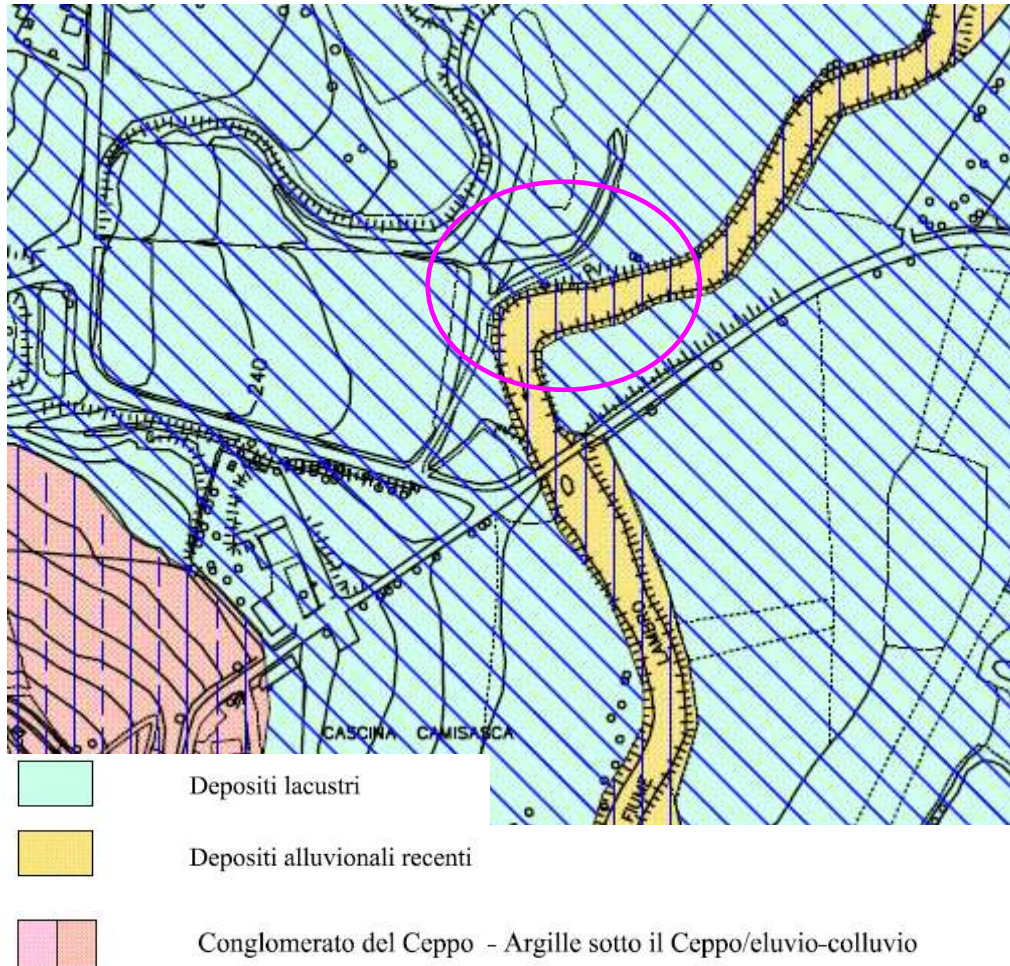 Pv
240
LAMBRO
CASCINA CAMISASCA
FIUME
Depositi lacustri
Depositi alluvionali recenti
Conglomerato del Ceppo - Argille sotto il Ceppo/eluvio-colluvio